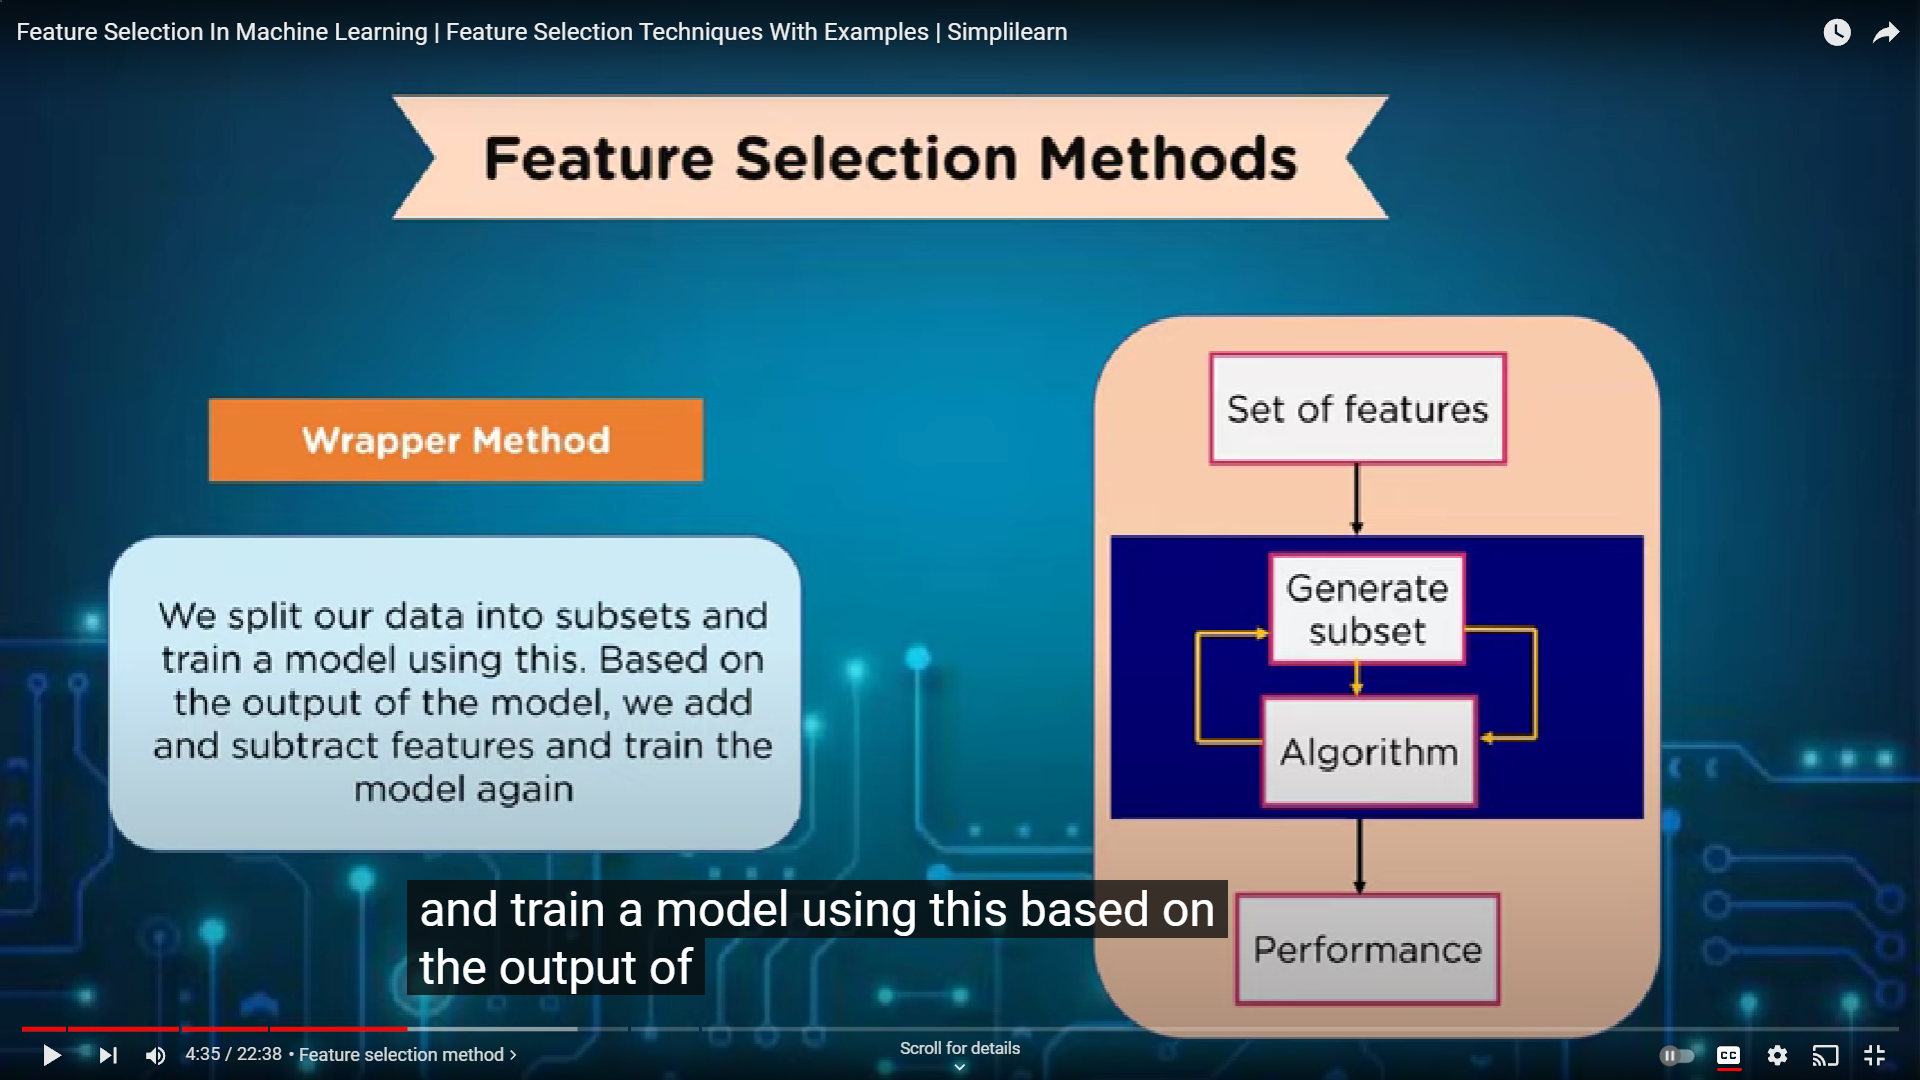 Feature Selection In Machine Learning | Feature Selection Techniques With Examples | Simplilearn
Feature Selection Methods
Wrapper Method
We split our data into subsets and
train a model using this. Based on
the output of the model, we add
and subtract features and train the
model again
Set of features
Generate
subset
Algorithm
Performance
and train a model using this based on
the output of
4:35 / 22:38 • Feature selection method ›
Scroll for details
CC